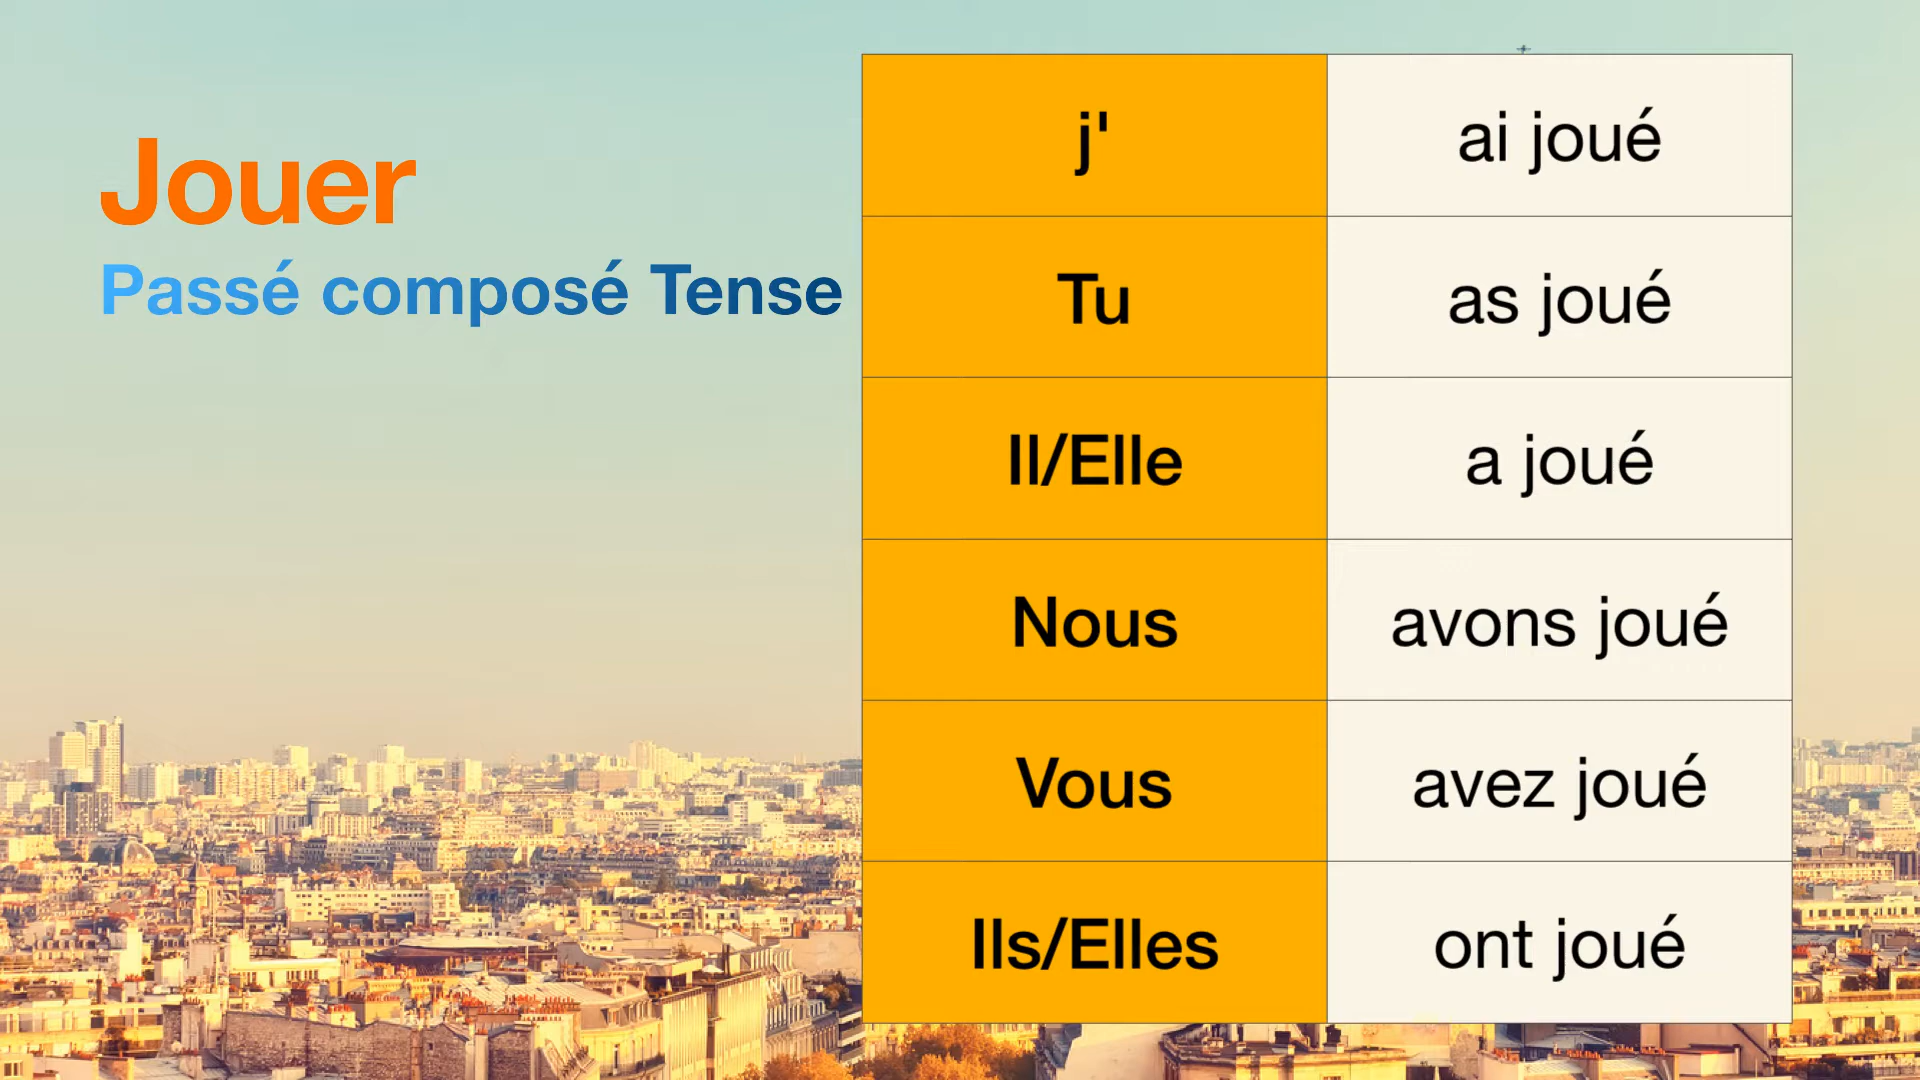 Jouer
Passé composé Tense
j' ai joué
Tu as joué
Il/Elle a joué
Nous avons joué
Vous avez joué
Ils/Elles ont joué